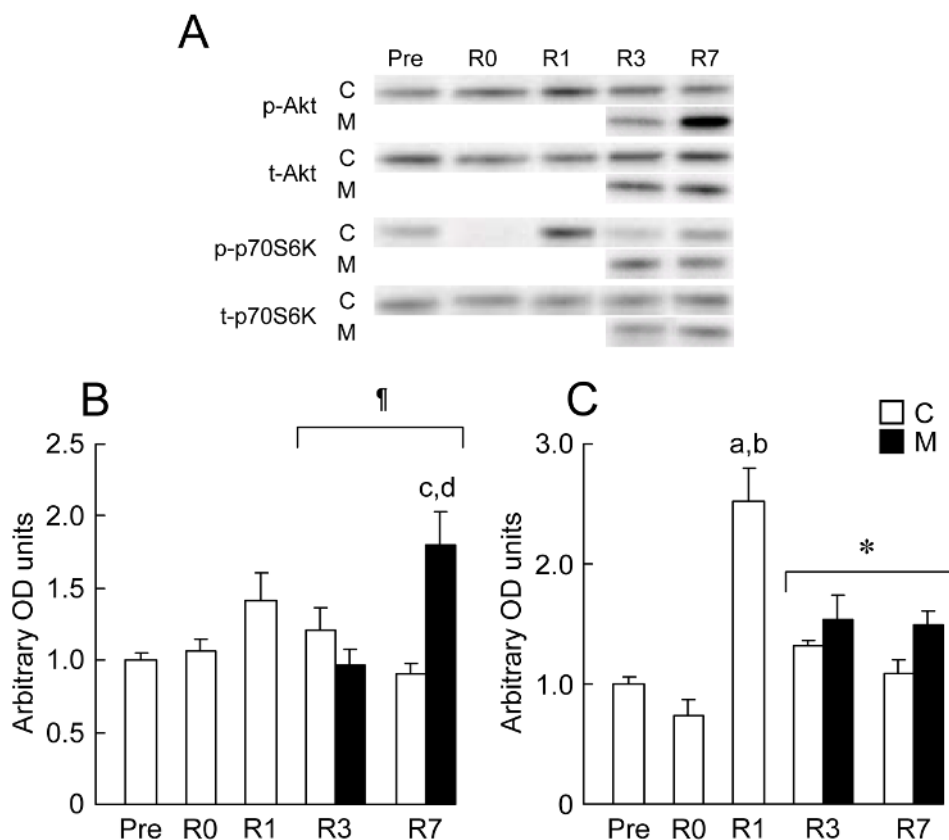 A
Pre R0 R1 R3 R7
p-Akt C
M
t-Akt C
M
p-p70S6K C
M
t-p70S6K C
M
B
¶
2.5
2.0
1.5
1.0
0.5
0
Arbitrary OD units
c,d
Pre R0 R1 R3 R7
C
C
M
3.0
2.0
1.0
0
Arbitrary OD units
a,b
*
Pre R0 R1 R3 R7